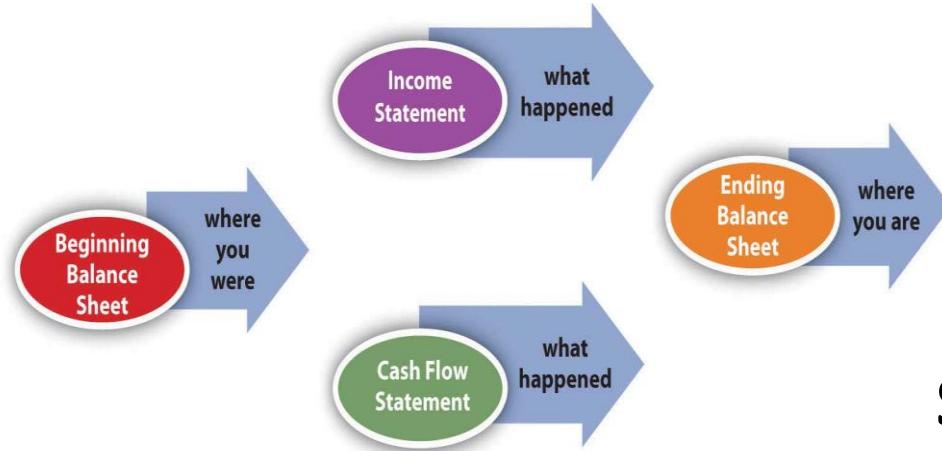 Income
Statement
what
happened
Beginning
Balance
Sheet
where
you
were
Ending
Balance
Sheet
where
you are
Cash Flow
Statement
what
happened